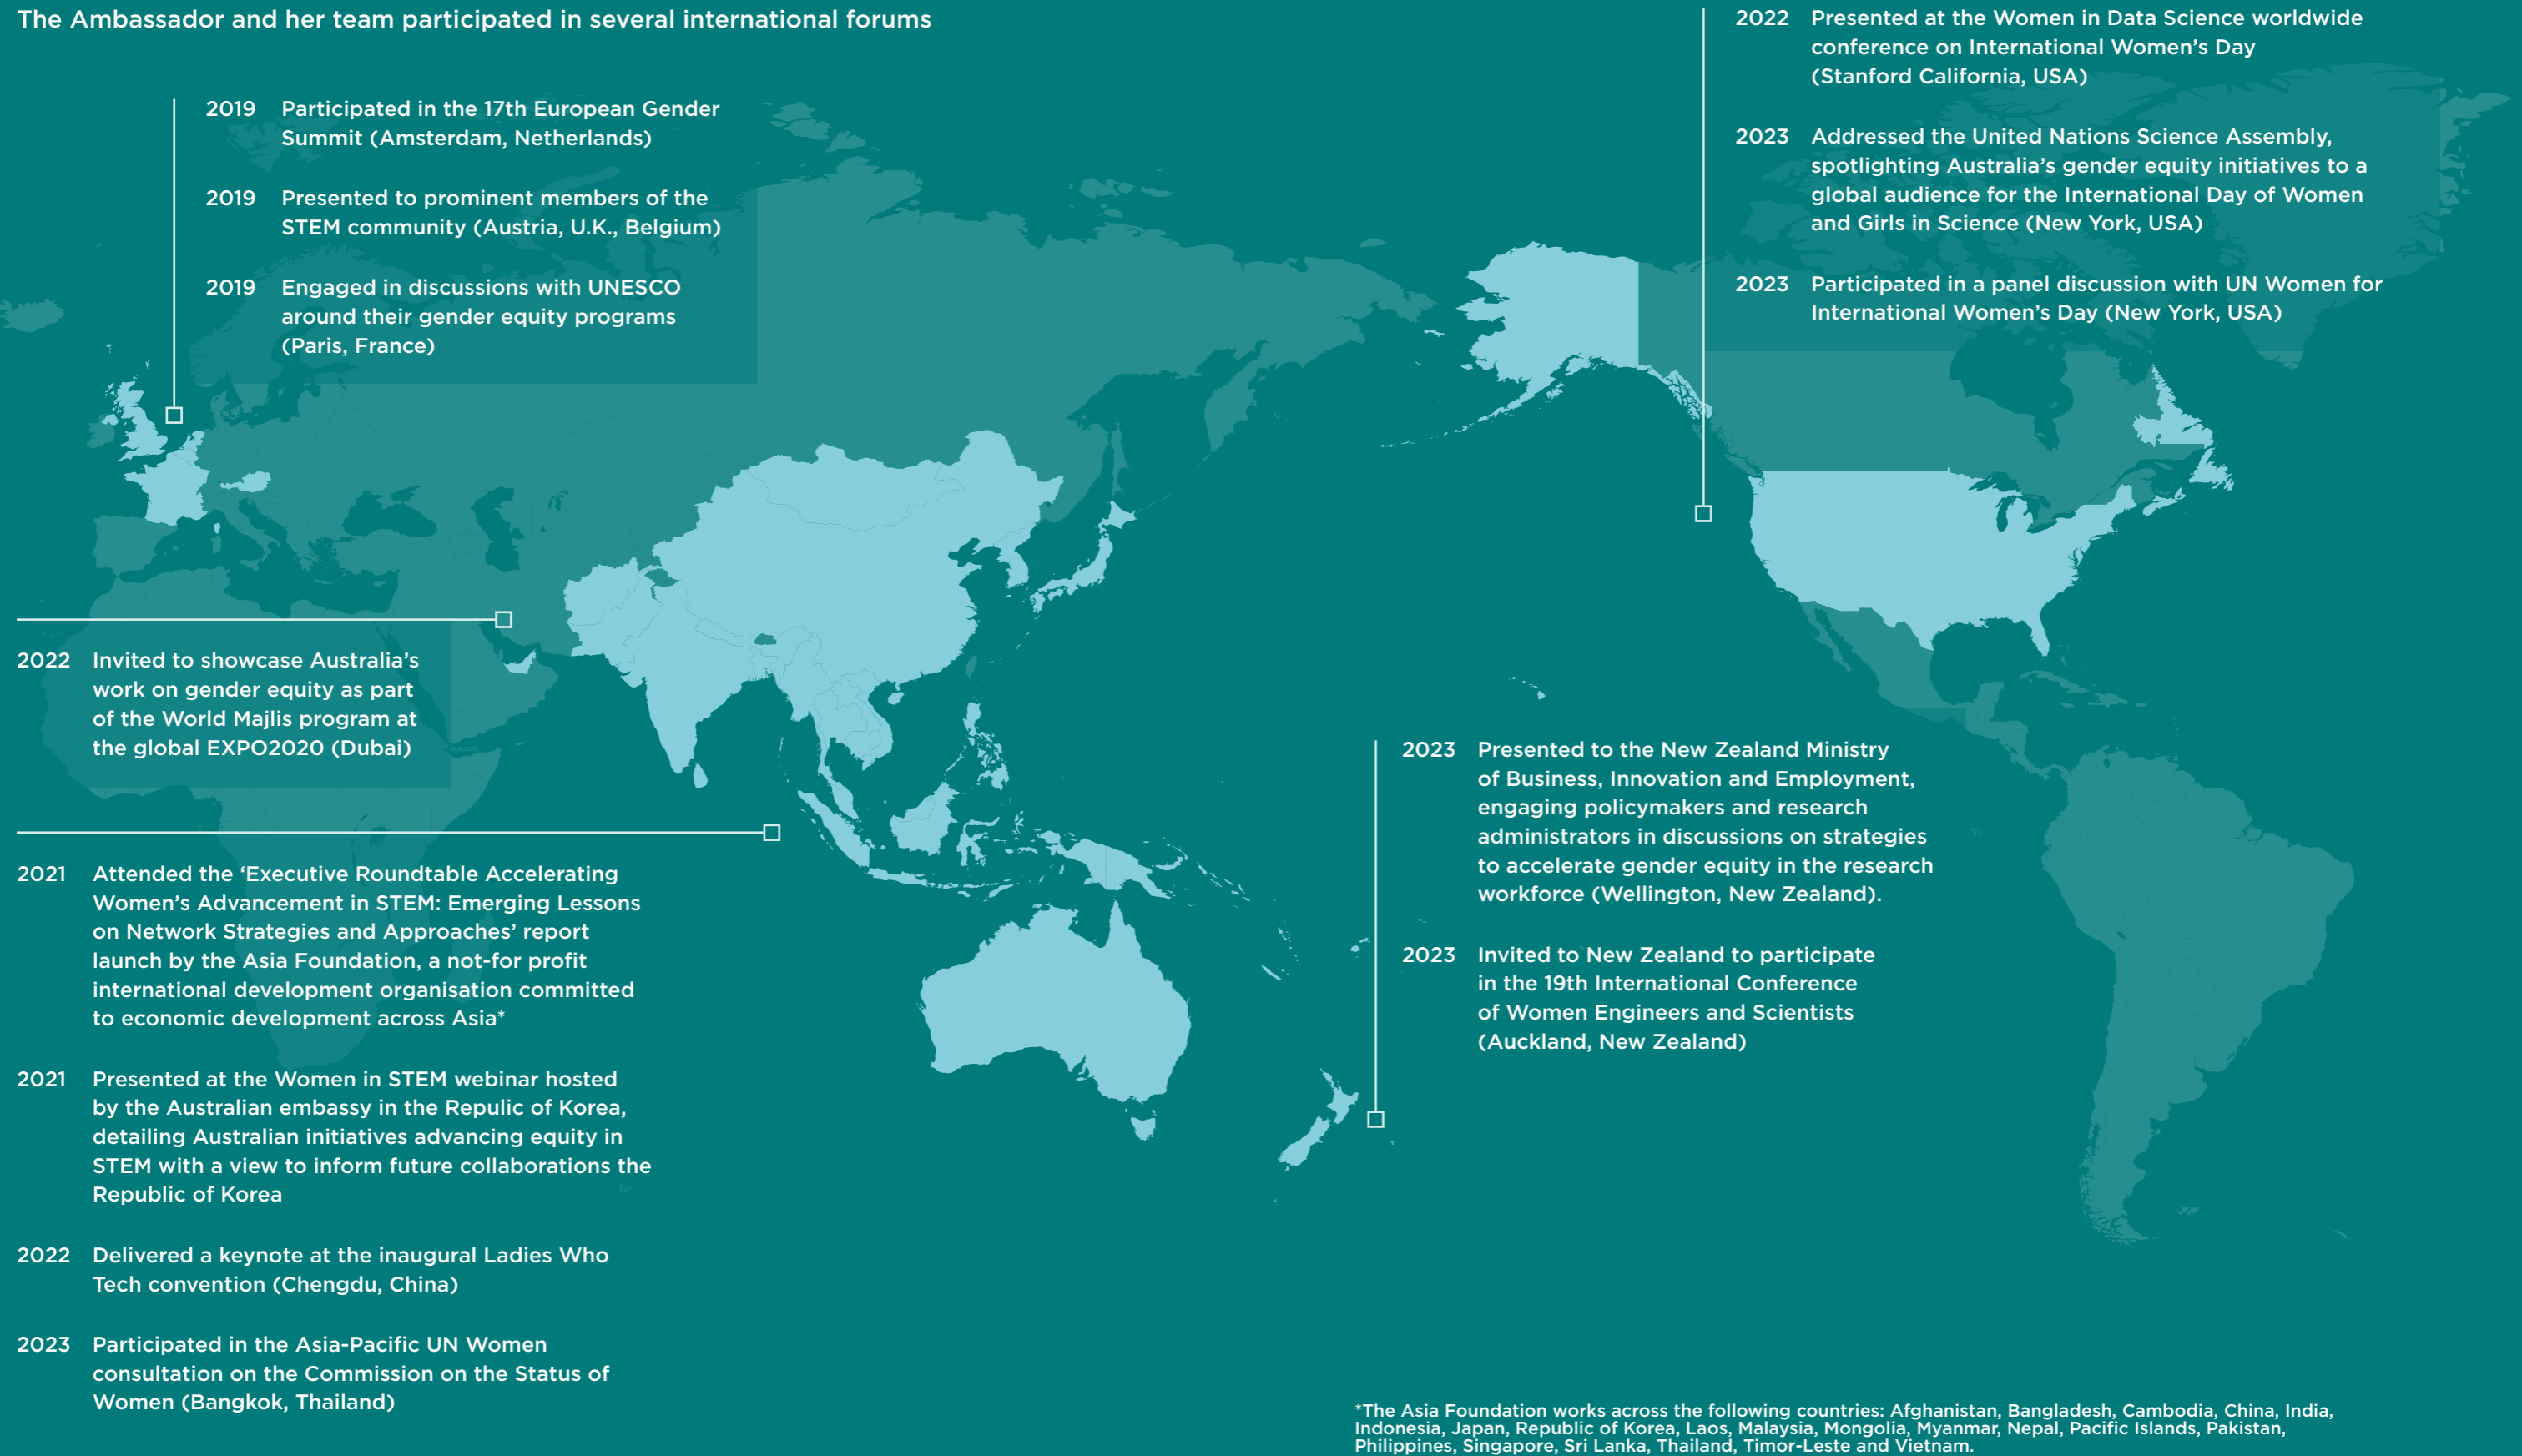 The Ambassador and her team participated in several international forums
2019 Participated in the 17th European Gender
Summit (Amsterdam, Netherlands)
2019 Presented to prominent members of the
STEM community (Austria, U.K., Belgium)
2019 Engaged in discussions with UNESCO
around their gender equity programs
(Paris, France)
2022 Presented at the Women in Data Science worldwide
conference on International Women’s Day
(Stanford California, USA)
2023 Addressed the United Nations Science Assembly,
spotlighting Australia’s gender equity initiatives to a
global audience for the International Day of Women
and Girls in Science (New York, USA)
2023 Participated in a panel discussion with UN Women for
International Women’s Day (New York, USA)
2022 Invited to showcase Australia’s
work on gender equity as part
of the World Majlis program at
the global EXPO2020 (Dubai)
2021 Attended the ‘Executive Roundtable Accelerating
Women’s Advancement in STEM: Emerging Lessons
on Network Strategies and Approaches’ report
launch by the Asia Foundation, a not-for profit
international development organisation committed
to economic development across Asia*
2021 Presented at the Women in STEM webinar hosted
by the Australian embassy in the Repulic of Korea,
detailing Australian initiatives advancing equity in
STEM with a view to inform future collaborations the
Republic of Korea
2022 Delivered a keynote at the inaugural Ladies Who
Tech convention (Chengdu, China)
2023 Participated in the Asia-Pacific UN Women
consultation on the Commission on the Status of
Women (Bangkok, Thailand)
2023 Presented to the New Zealand Ministry
of Business, Innovation and Employment,
engaging policymakers and research
administrators in discussions on strategies
to accelerate gender equity in the research
workforce (Wellington, New Zealand).
2023 Invited to New Zealand to participate
in the 19th International Conference
of Women Engineers and Scientists
(Auckland, New Zealand)
*The Asia Foundation works across the following countries: Afghanistan, Bangladesh, Cambodia, China, India,
Indonesia, Japan, Republic of Korea, Laos, Malaysia, Mongolia, Myanmar, Nepal, Pacific Islands, Pakistan,
Philippines, Singapore, Sri Lanka, Thailand, Timor-Leste and Vietnam.